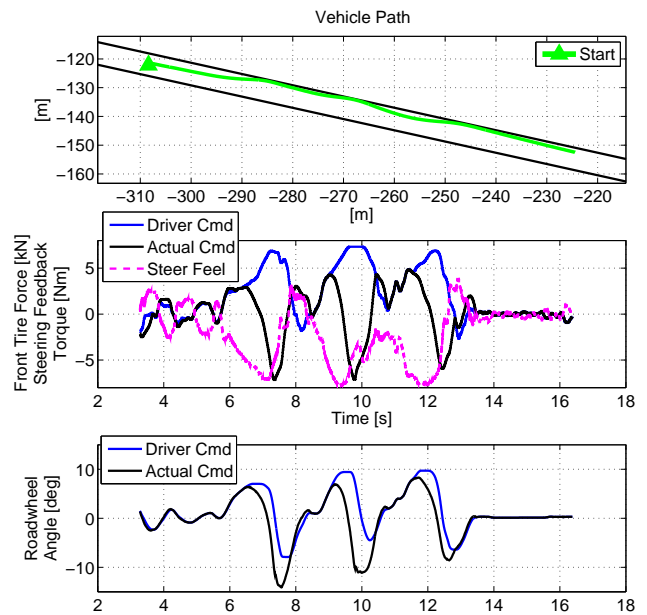 Vehicle Path
−120
−130
−140
−150
−160
[m]
Start
−310 −300 −290 −280 −270 −260 −250 −240 −230 −220
[m]
Driver Cmd
Actual Cmd
Steer Feel
5
0
−5
Front Tire Force [kN]
Steering Feedback
Torque [Nm]
2 4 6 8 10 12 14 16 18
Time [s]
Driver Cmd
Actual Cmd
10
0
−10
Roadwheel
Angle [deg]
2 4 6 8 10 12 14 16 18